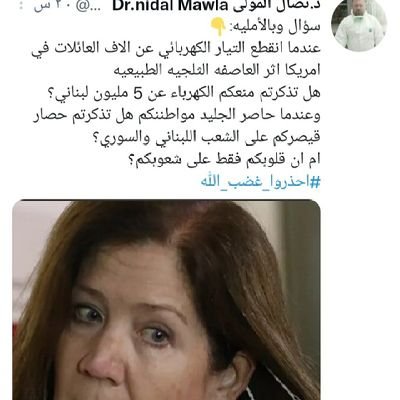 د.نضال المولى Dr.nidal Mawla @... · ٢٠ س
سؤال وبالأمليه:👇
عندما انقطع التيار الكهربائي عن الاف العائلات في
امريكا اثر العاصفه الثلجيه الطبيعيه
هل تذكرتم منعكم الكهرباء عن 5 مليون لبناني؟
وعندما حاصر الجليد مواطننكم هل تذكرتم حصار
قيصركم على الشعب اللبناني والسوري؟
ام ان قلوبكم فقط على شعوبكم؟
#احذروا_غضب_الله